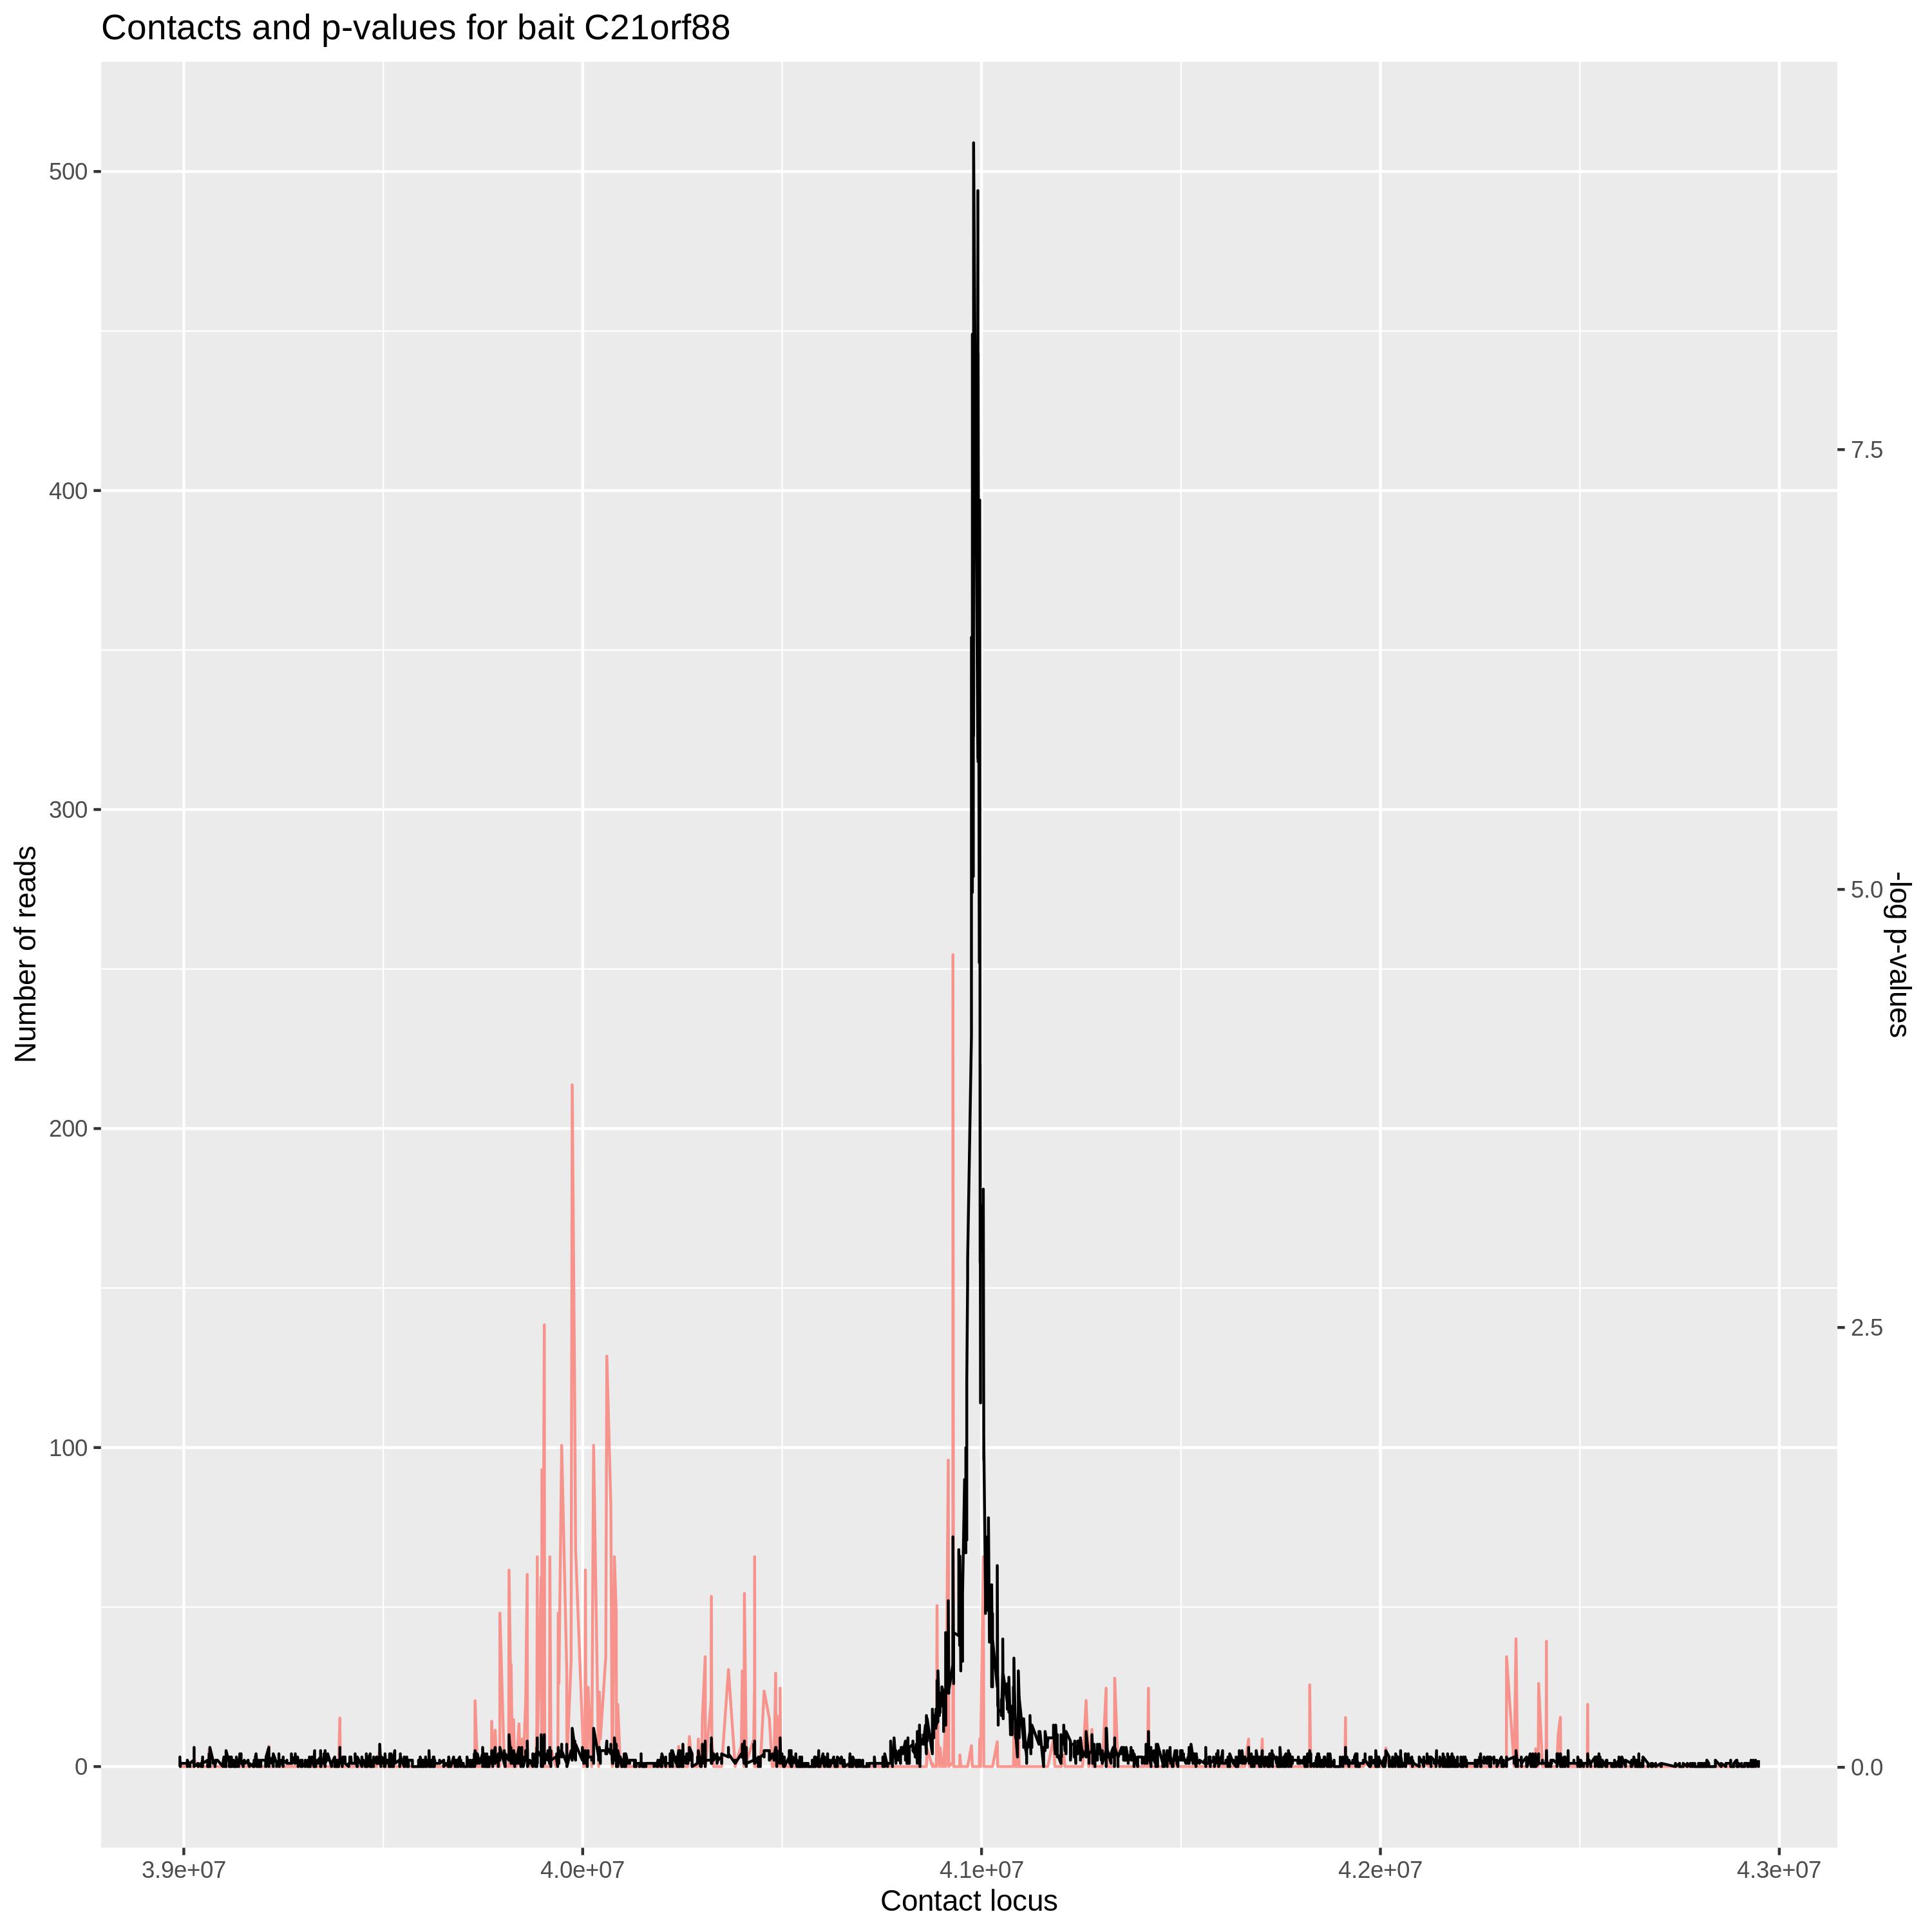 Contacts and p-values for bait C21orf88
500
400
300
200
100
0
Number of reads
7.5
5.0
2.5
0.0
-log p-values
3.9e+07
4.0e+07
4.1e+07
4.2e+07
4.3e+07
Contact locus